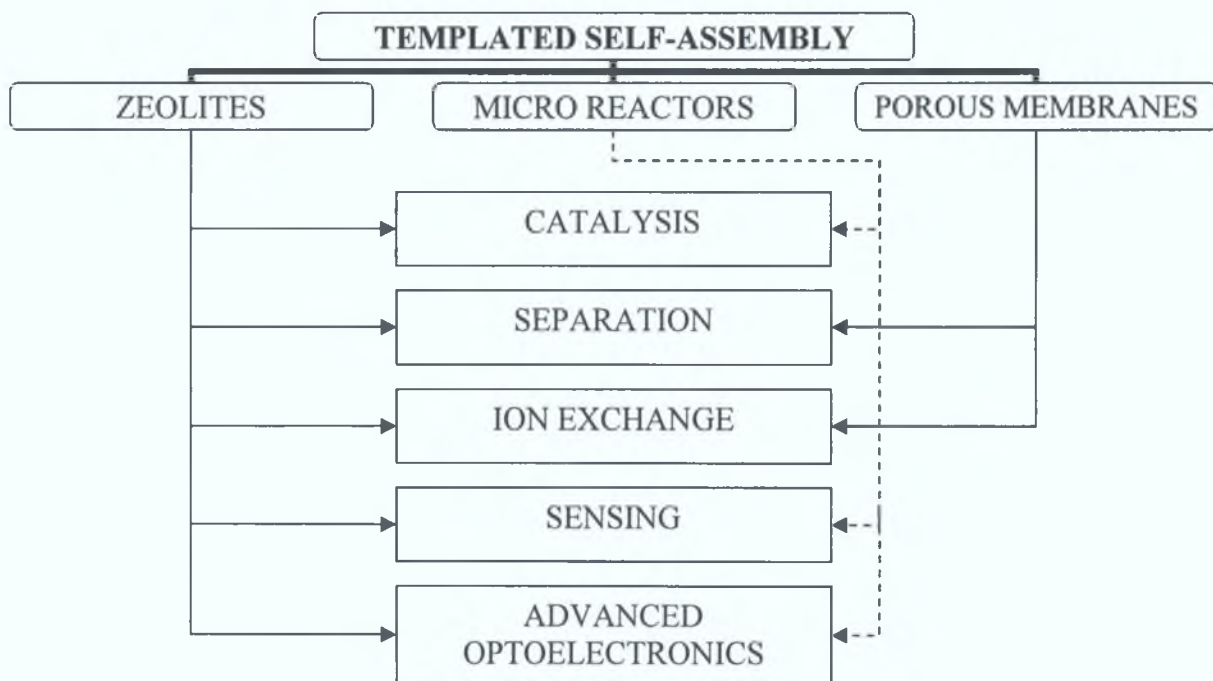 TEMPLATED SELF-ASSEMBLY
ZEOLITES
MICRO REACTORS
POROUS MEMBRANES
CATALYSIS
SEPARATION
ION EXCHANGE
SENSING
ADVANCED
OPTOELECTRONICS